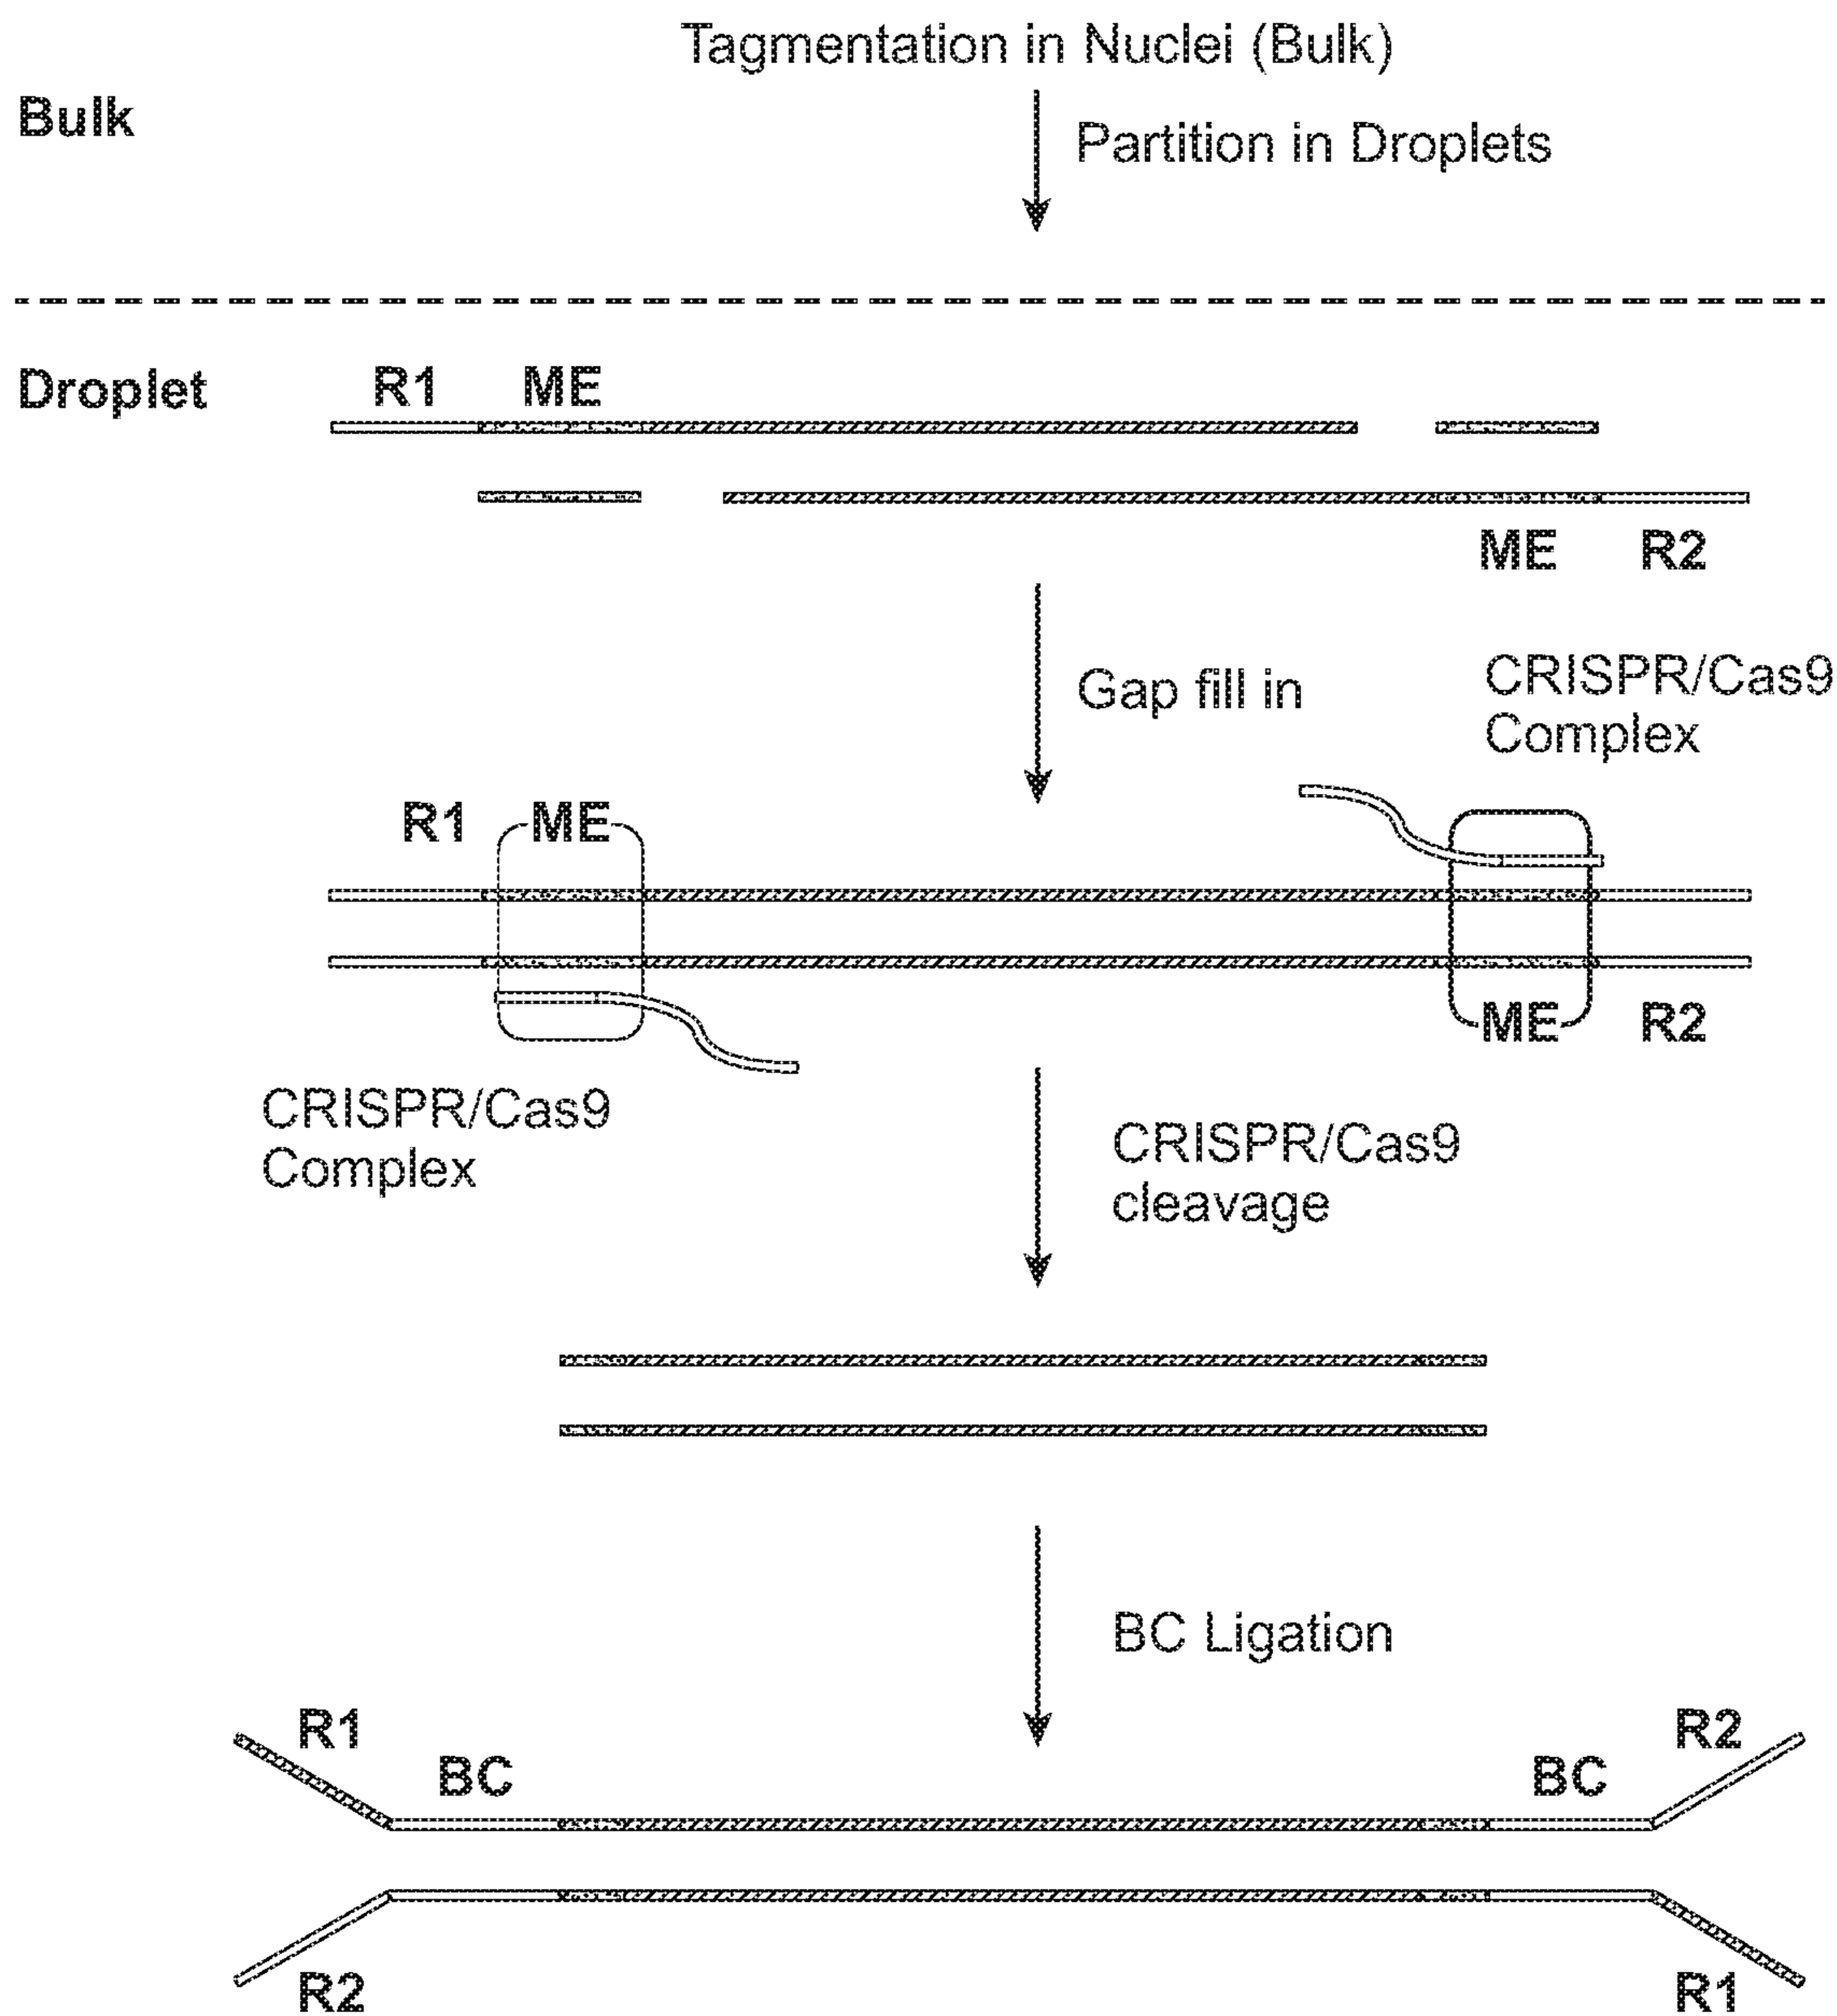 Tagmentation in Nuclei (Bulk)
Bulk
Partition in Droplets
Droplet
R1 ME
ME R2
Gap fill in
CRISPR/Cas9
Complex
R1 ME
ME R2
CRISPR/Cas9
Complex
CRISPR/Cas9
cleavage
BC Ligation
R1 R2
BC BC
R2 R1